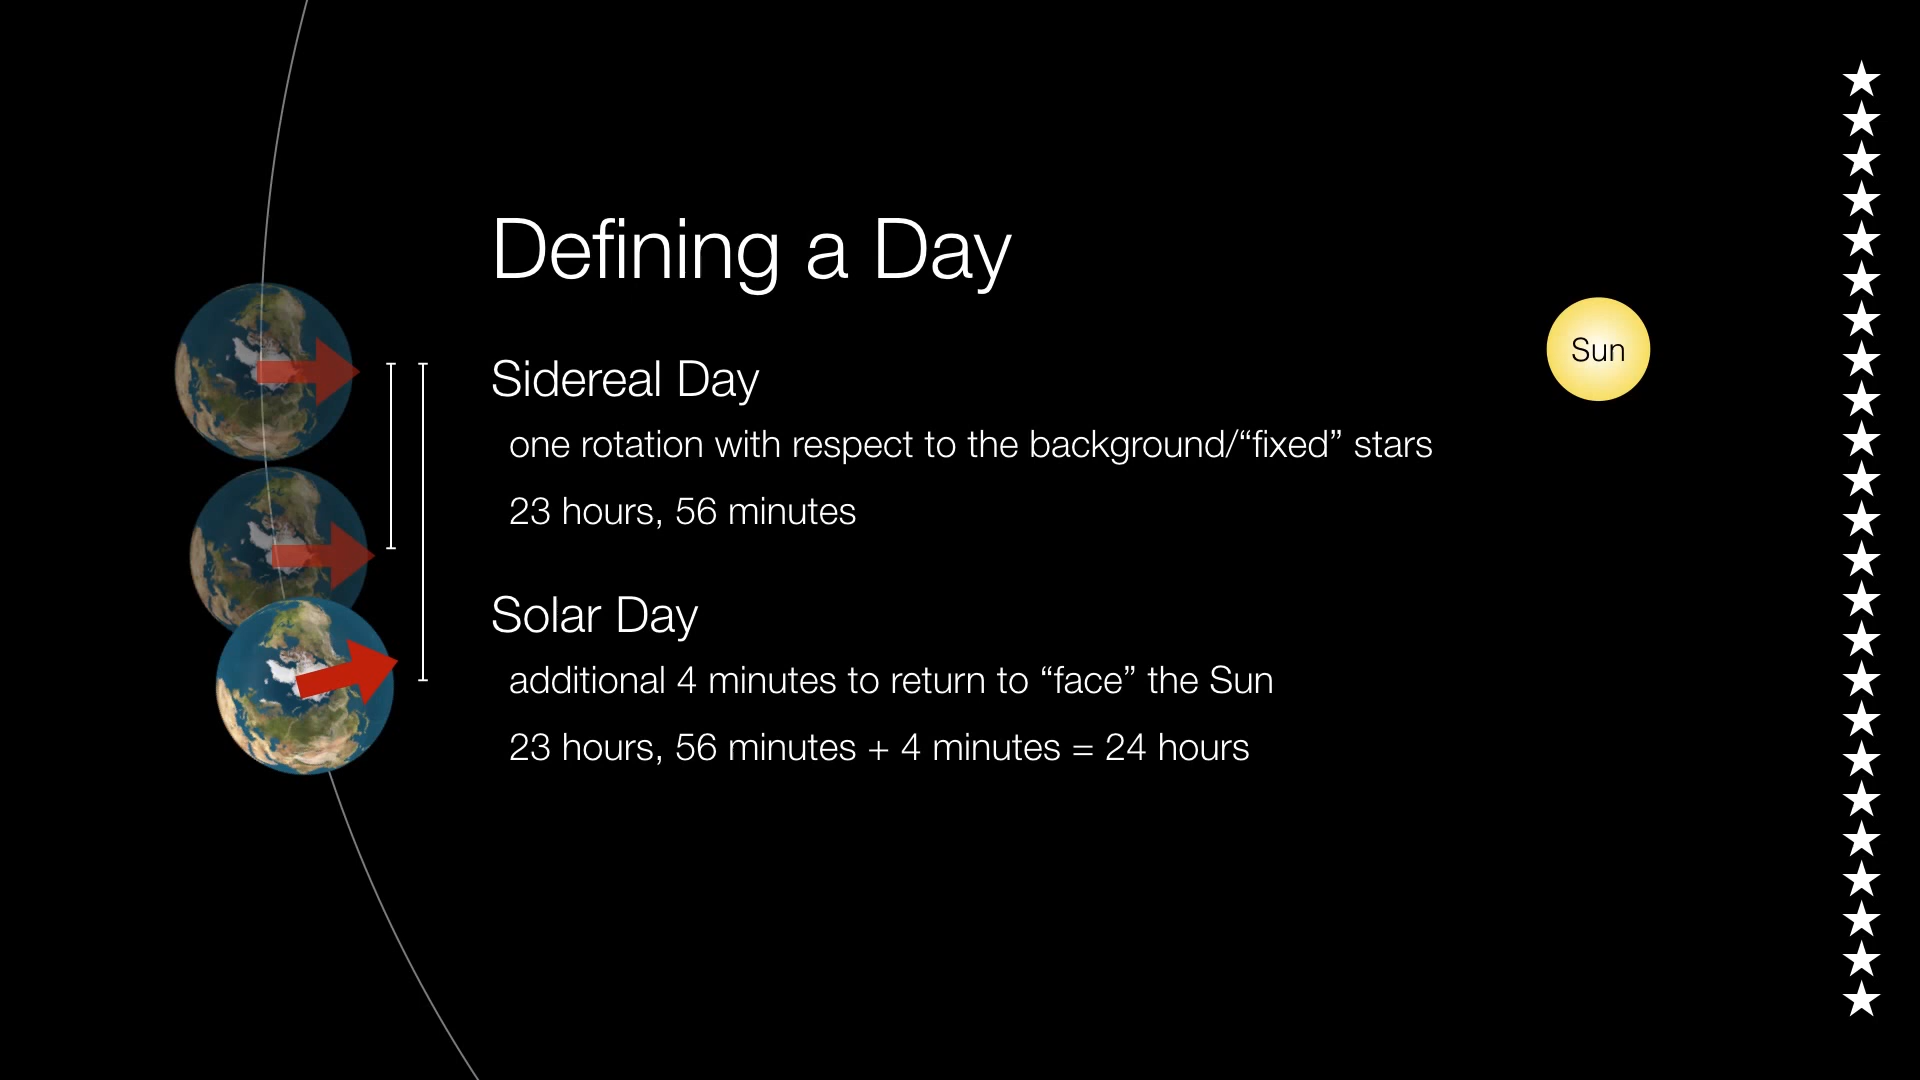 Defining a Day
Sun
Sidereal Day
one rotation with respect to the background/“fixed” stars
23 hours, 56 minutes
Solar Day
additional 4 minutes to return to “face” the Sun
23 hours, 56 minutes + 4 minutes = 24 hours